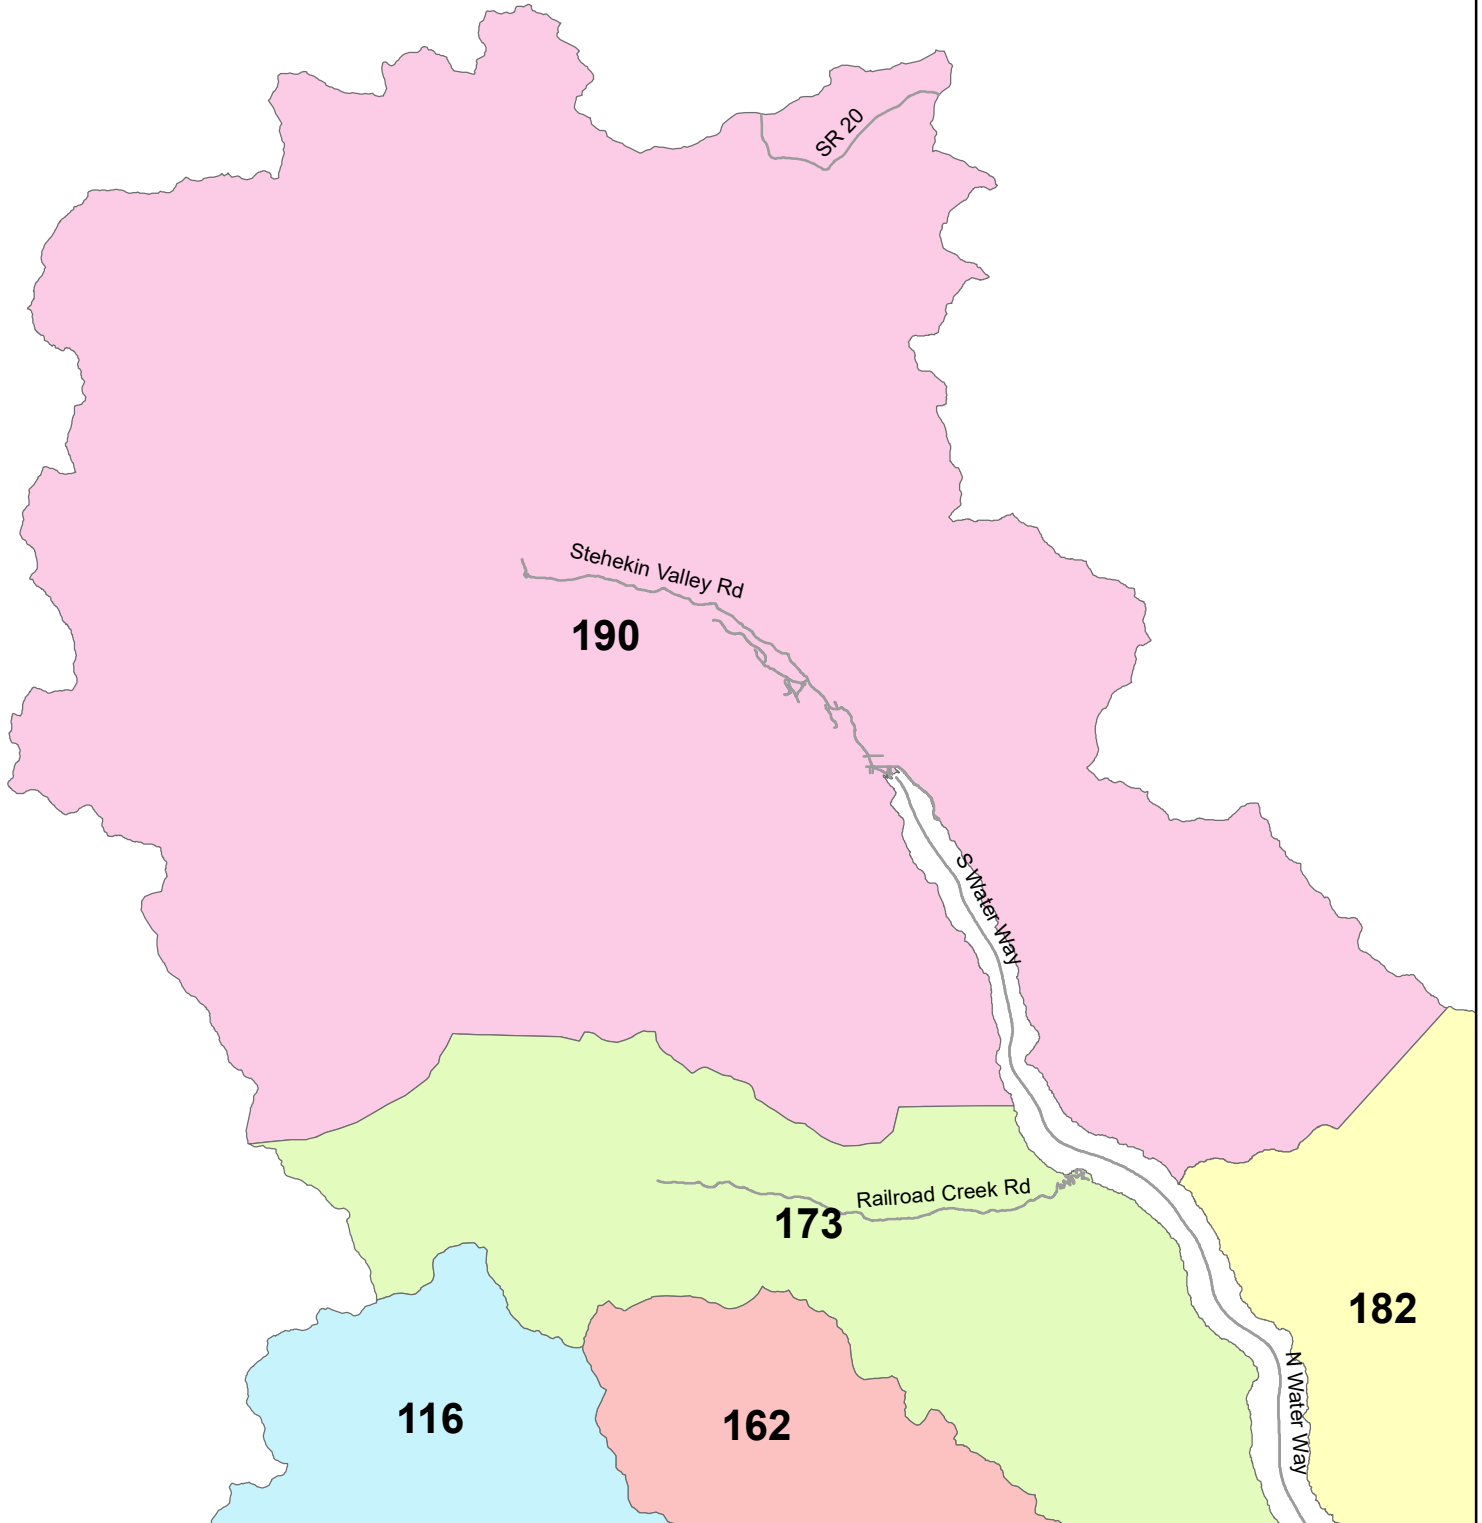 SR 20
Stehekin Valley Rd
190
S Water Way
Railroad Creek Rd
173
182
N Water Way
116
162